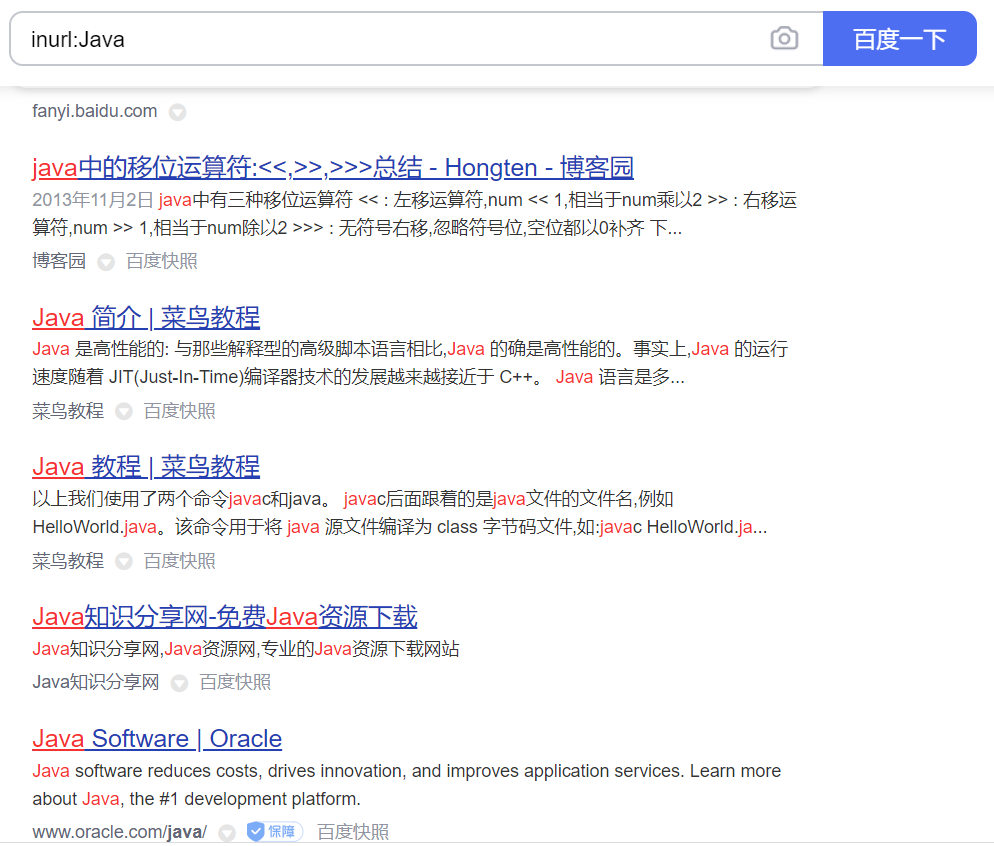 inurl:Java
百度一下
fanyi.baidu.com
java中的移位运算符:<<,>>,>>>总结 - Hongten - 博客园
2013年11月2日 java中有三种移位运算符 << : 左移运算符,num << 1,相当于num乘以2 >> : 右移运
算符,num >> 1,相当于num除以2 >>> : 无符号右移,忽略符号位,空位都以0补齐 下...
博客园 百度快照
Java 简介 | 菜鸟教程
Java 是高性能的: 与那些解释型的高级脚本语言相比,Java 的确是高性能的。事实上,Java 的运行
速度随着 JIT(Just-In-Time)编译器技术的发展越来越接近于 C++。 Java 语言是多...
菜鸟教程 百度快照
Java 教程 | 菜鸟教程
以上我们使用了两个命令javac和java。 javac后面跟着的是java文件的文件名,例如
HelloWorld.java。该命令用于将 java 源文件编译为 class 字节码文件,如:javac HelloWorld.ja...
菜鸟教程 百度快照
Java知识分享网-免费Java资源下载
Java知识分享网,Java资源网,专业的Java资源下载网站
Java知识分享网 百度快照
Java Software | Oracle
Java software reduces costs, drives innovation, and improves application services. Learn more
about Java, the #1 development platform.
www.oracle.com/java/ 保障 百度快照